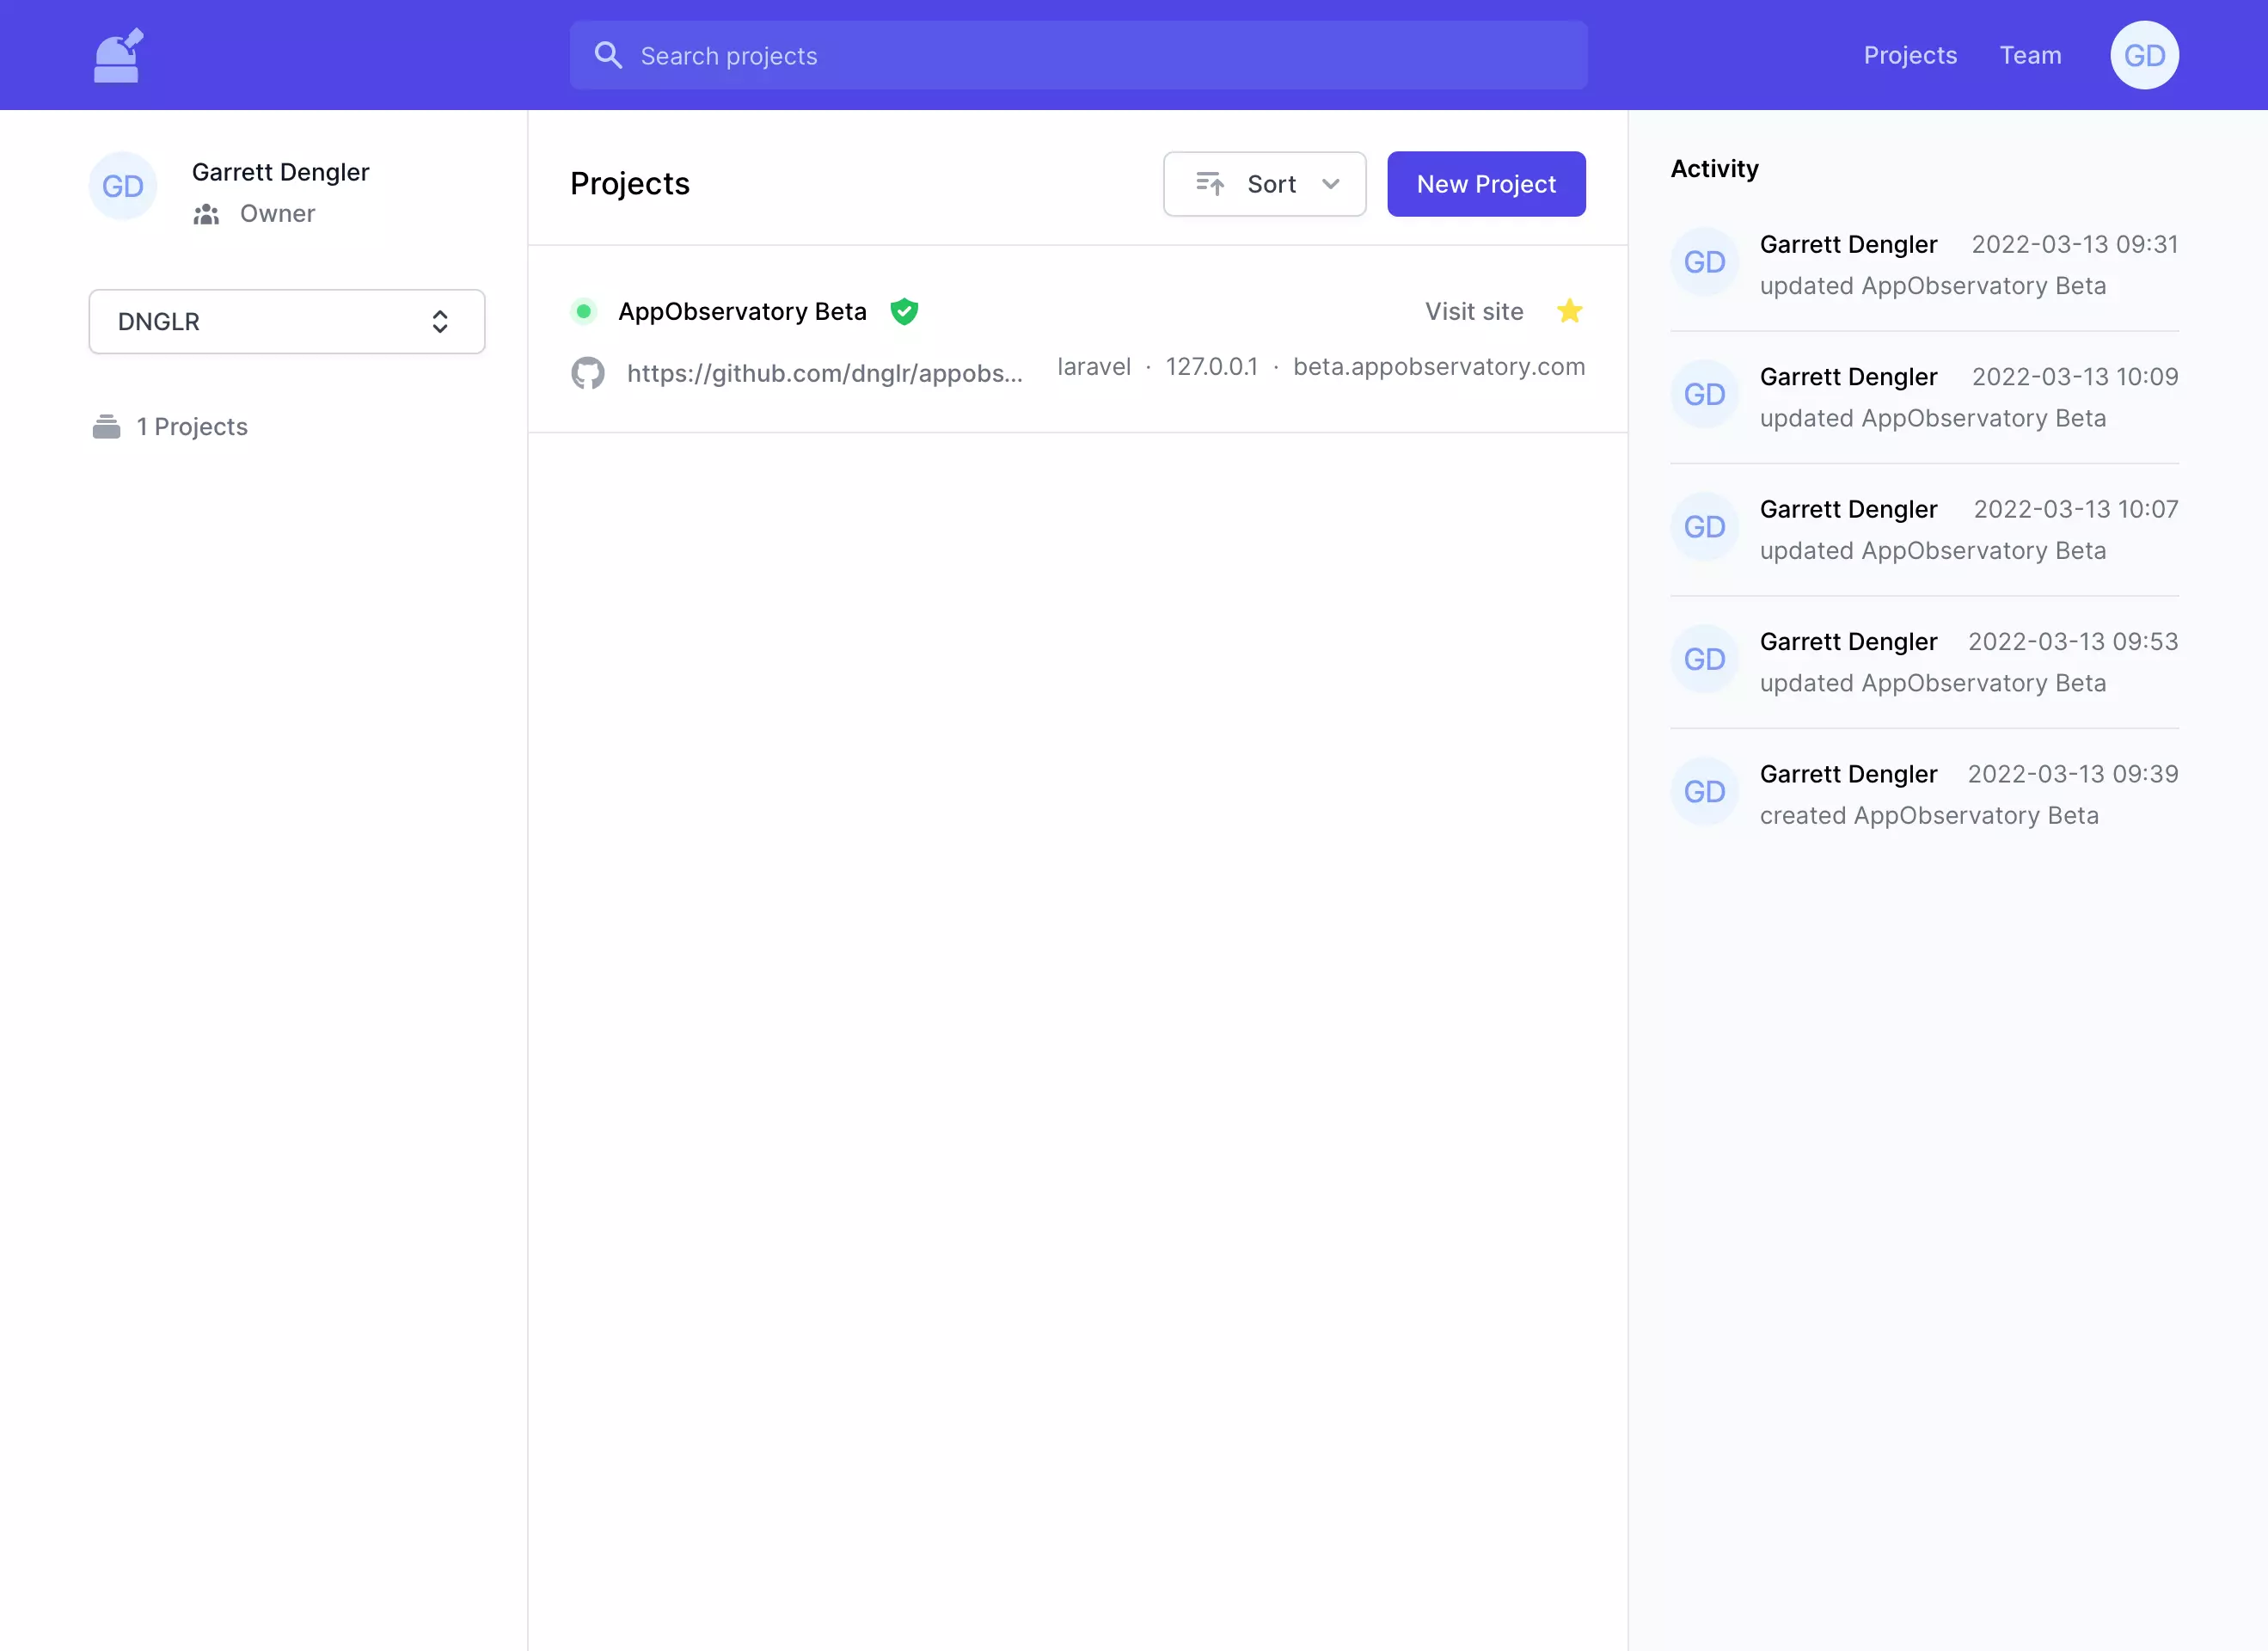 Search projects
Projects
Team
GD
GD
Garrett Dengler
Owner
DNGLR
1 Projects
Projects
Sort
New Project
AppObservatory Beta
Visit site
https://github.com/dnglr/appobs...
laravel · 127.0.0.1 · beta.appobservatory.com
Activity
GD
Garrett Dengler 2022-03-13 09:31
updated AppObservatory Beta
GD
Garrett Dengler 2022-03-13 10:09
updated AppObservatory Beta
GD
Garrett Dengler 2022-03-13 10:07
updated AppObservatory Beta
GD
Garrett Dengler 2022-03-13 09:53
updated AppObservatory Beta
GD
Garrett Dengler 2022-03-13 09:39
created AppObservatory Beta